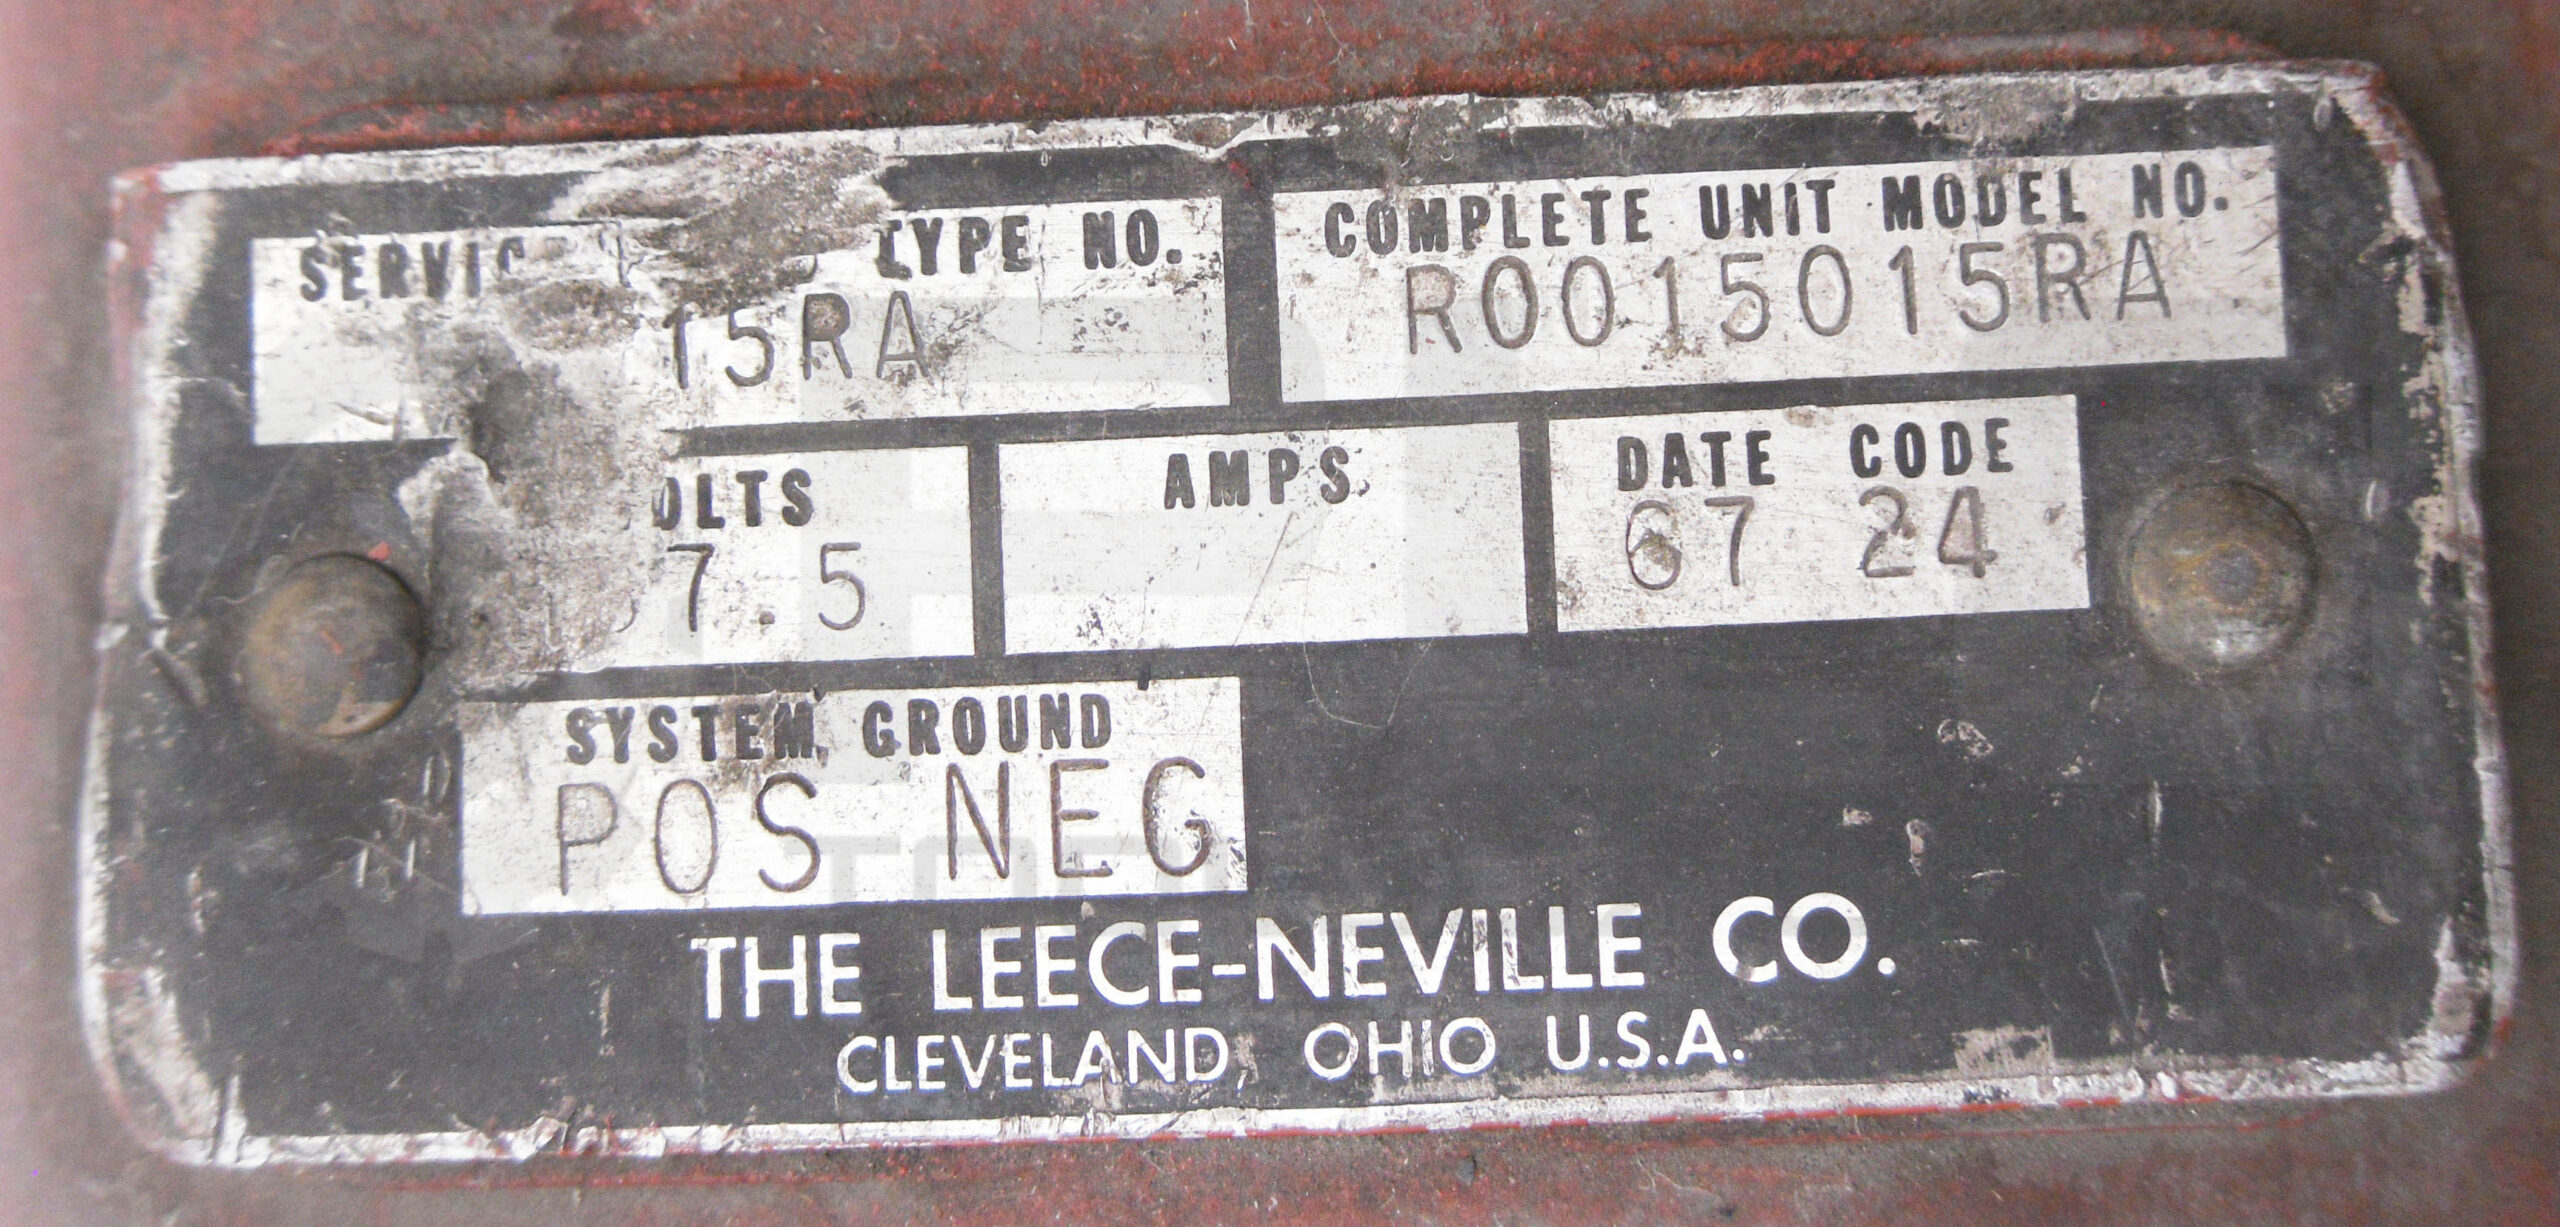 TYPE NO. COMPLETE UNIT MODEL NO.
15RA R0015015RA
OLTS AMPS DATE CODE
7.5 67 24
SYSTEM GROUND
POS NEG
THE LEECE-NEVILLE CO.
CLEVELAND, OHIO U.S.A.